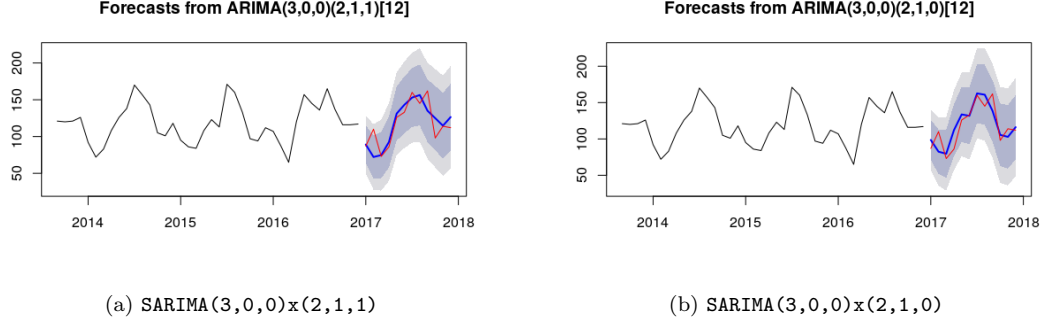 Forecasts from ARIMA(3,0,0)(2,1,1)[12]
200
150
100
50
2014 2015 2016 2017 2018
(a) SARIMA(3,0,0)x(2,1,1)
Forecasts from ARIMA(3,0,0)(2,1,0)[12]
200
150
100
50
2014 2015 2016 2017 2018
(b) SARIMA(3,0,0)x(2,1,0)